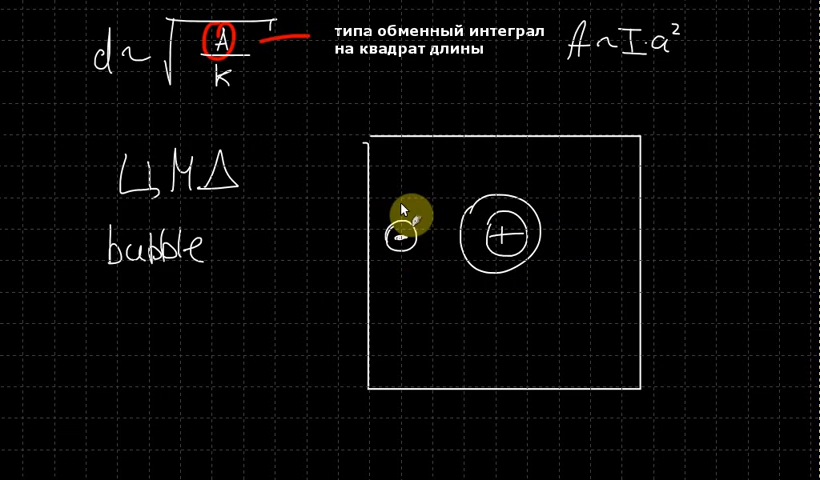 d ~ √(A/k)
типа обменный интеграл
на квадрат длины
A ~ I·a²
ЦМД
bubble
-
+